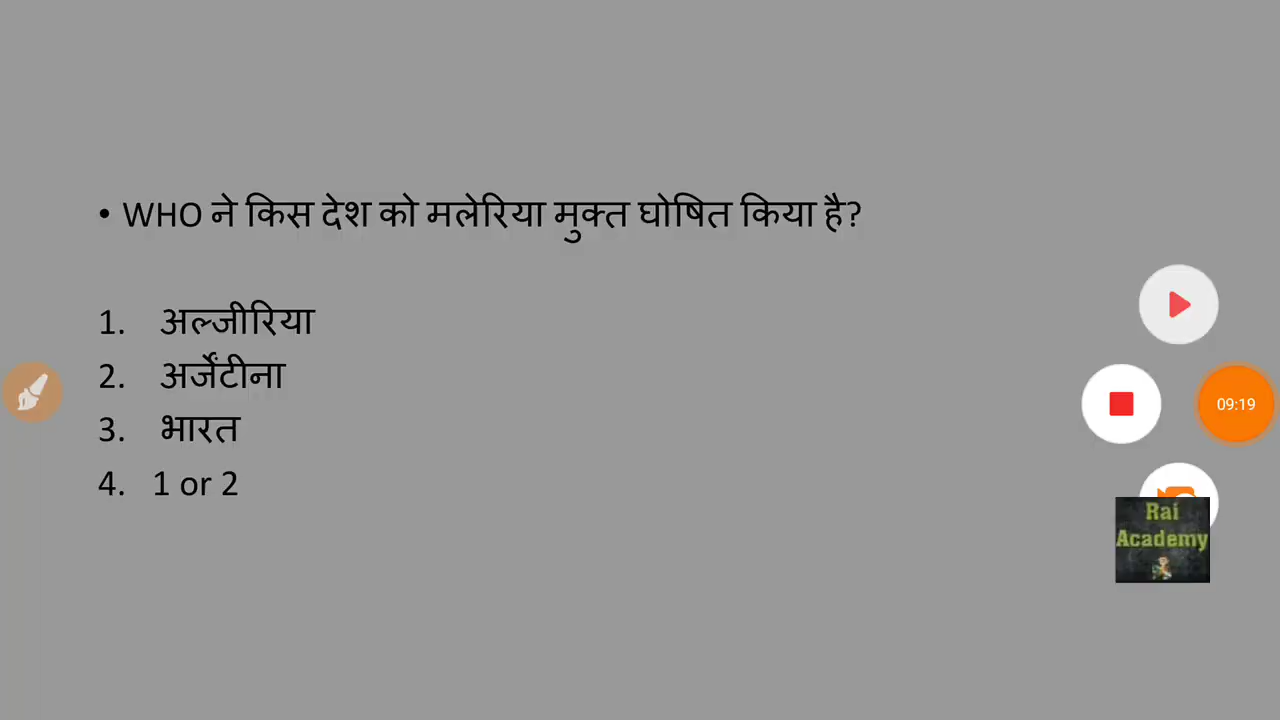 • WHO ने किस देश को मलेरिया मुक्त घोषित किया है?
1. अल्जीरिया
2. अर्जेंटीना
3. भारत
4. 1 or 2
09:19
Rai
Academy